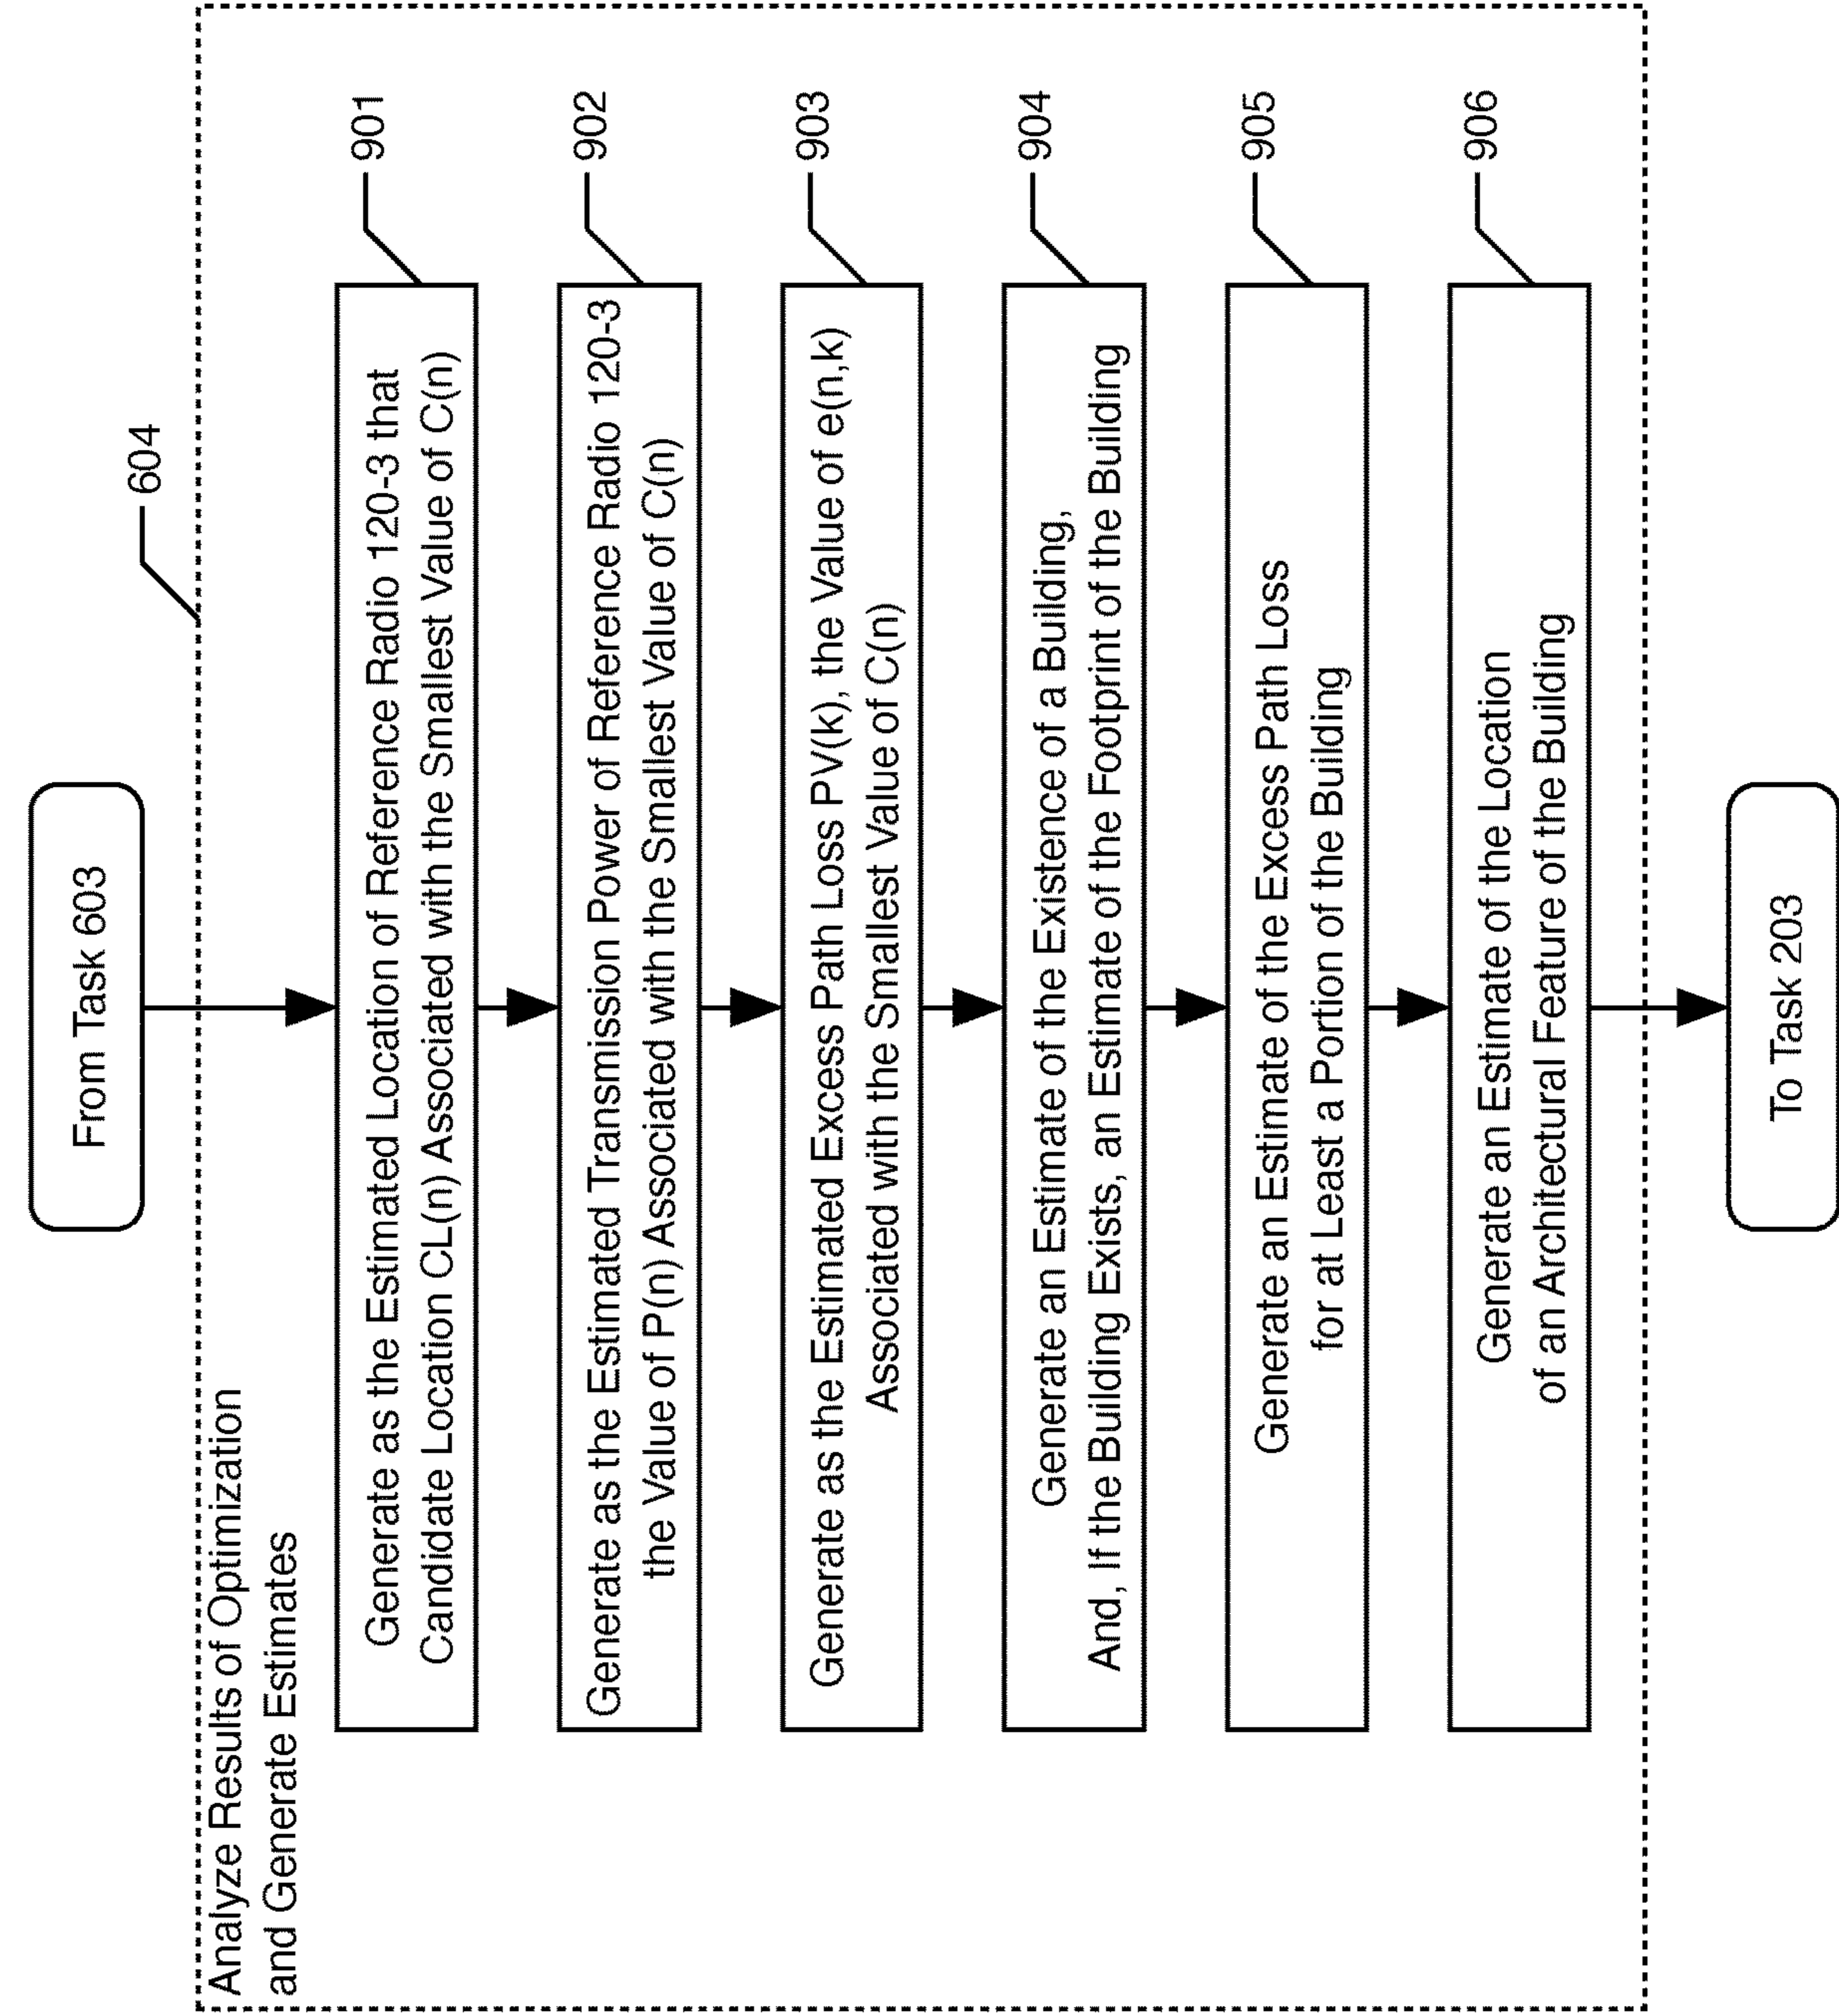 From Task 603
604
Analyze Results of Optimization
and Generate Estimates
901
Generate as the Estimated Location of Reference Radio 120-3 that
Candidate Location CL(n) Associated with the Smallest Value of C(n)
902
Generate as the Estimated Transmission Power of Reference Radio 120-3
the Value of P(n) Associated with the Smallest Value of C(n)
903
Generate as the Estimated Excess Path Loss PV(k), the Value of e(n,k)
Associated with the Smallest Value of C(n)
904
Generate an Estimate of the Existence of a Building,
And, If the Building Exists, an Estimate of the Footprint of the Building
905
Generate an Estimate of the Excess Path Loss
for at Least a Portion of the Building
906
Generate an Estimate of the Location
of an Architectural Feature of the Building
To Task 203